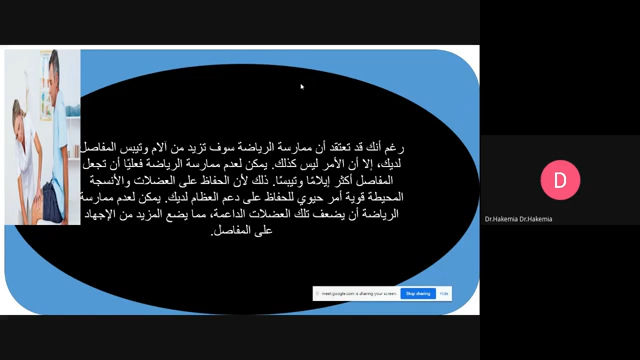 رغم أنك قد تعتقد أن ممارسة الرياضة سوف تزيد من آلام وتيبس المفاصل
لديك، إلا أن الأمر ليس كذلك. يمكن لعدم ممارسة الرياضة فعليًا أن تجعل
المفاصل أكثر إيلامًا وتيبسًا. ذلك لأن الحفاظ على العضلات والأنسجة
المحيطة قوية أمر حيوي للحفاظ على دعم العظام لديك. يمكن لعدم ممارسة
الرياضة أن يضعف تلك العضلات الداعمة، مما يضع المزيد من الإجهاد
على المفاصل.
meet.google.com is sharing your screen. Stop sharing Hide
D
Dr.Hakemia Dr.Hakemia